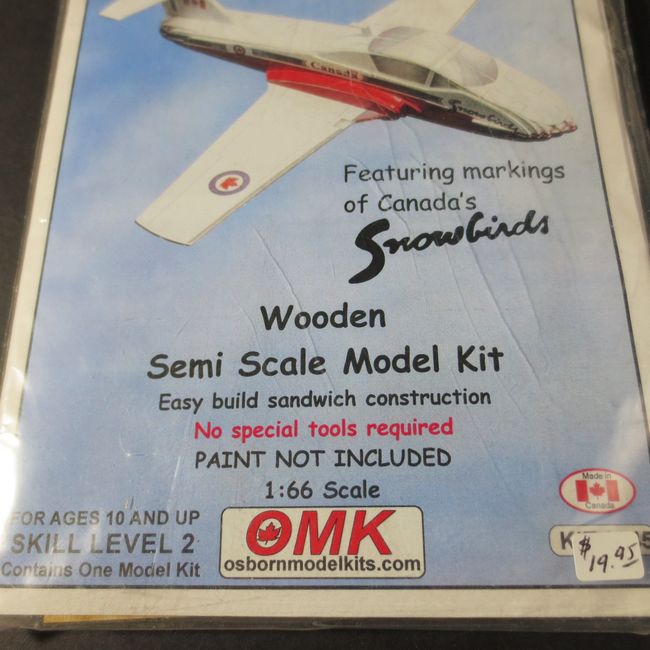 Canada
Snowbirds
Featuring markings
of Canada's
Snowbirds
Wooden
Semi Scale Model Kit
Easy build sandwich construction
No special tools required
PAINT NOT INCLUDED
1:66 Scale
FOR AGES 10 AND UP
SKILL LEVEL 2
Contains One Model Kit
OMK
osbornmodelkits.com
Made in
Canada
$19.95